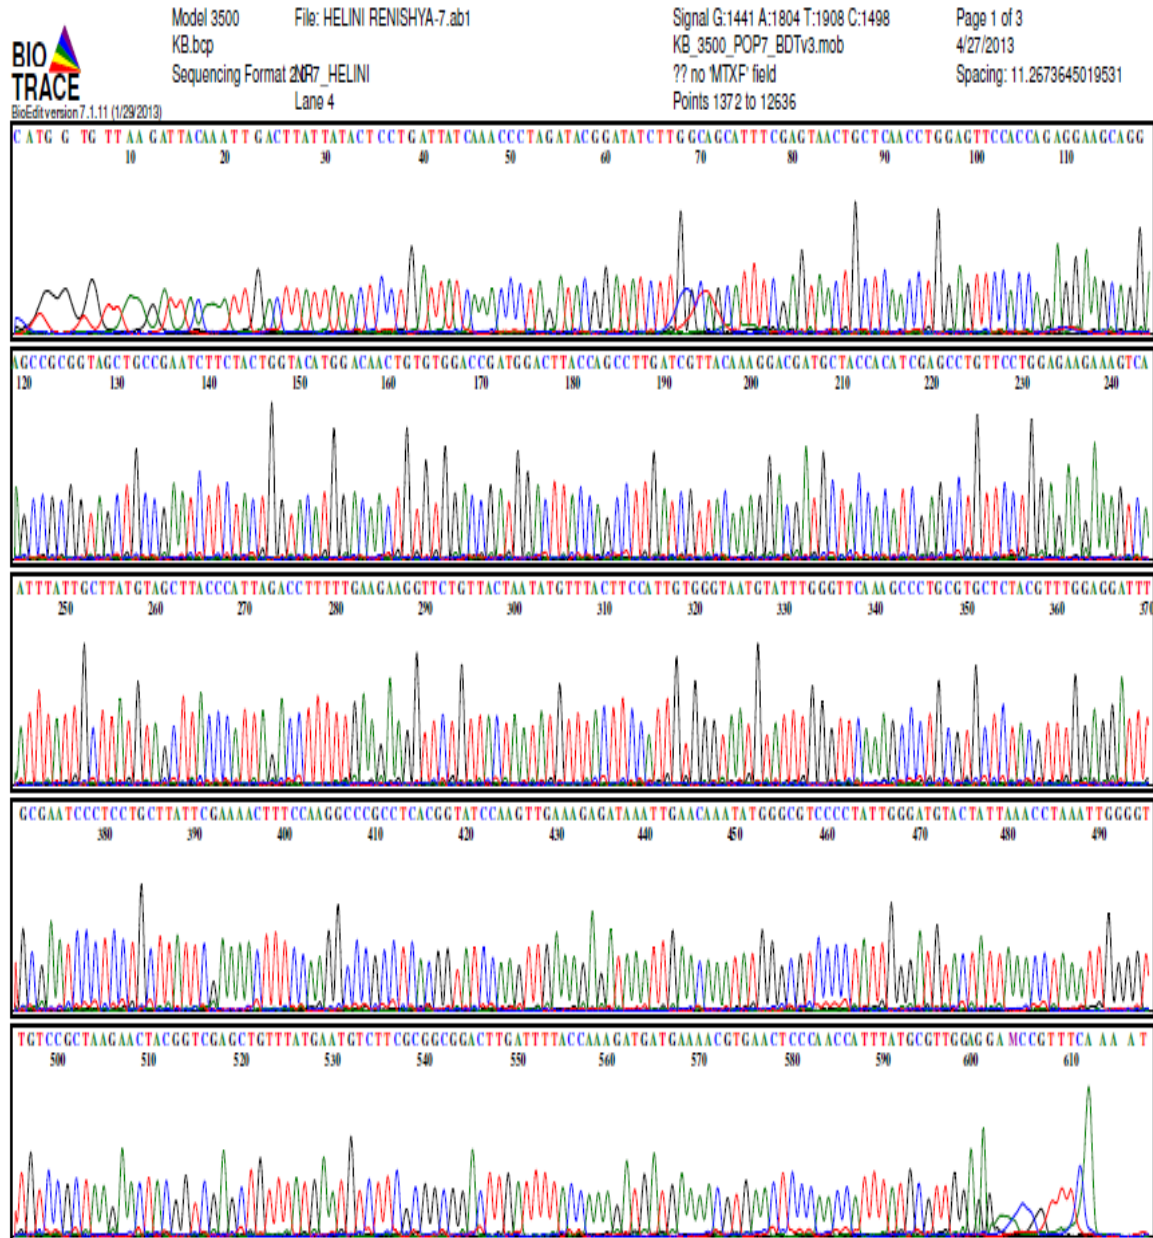 BIO
TRACE
BioEdit version 7.1.11 (1/29/2013)
Model 3500
KB.bcp
Sequencing Format
NR7_HELINI
File: HELINI RENISHYA-7.ab1
Lane 4
Signal G:1441 A:1804 T:1908 C:1498
KB_3500_POP7_BDTv3.mob
?? no 'MTXF' field
Points 1372 to 12636
Page 1 of 3
4/27/2013
Spacing: 11.2673645019531
C ATG G TG TTAA GATTACAAATT GACTTATTATACTCCTGATTATCAAACCCTAGATACGGATATCTTGGCAGCATTTCGAGTAACTGCTCAACCTGGAGTTCCACCAGAGGAAGCAGG
10 20 30 40 50 60 70 80 90 100 110
AGCCGCGGTAGCTGCCGAATCTTCTACTGGTACATGGACAACTGTGTGGACCGATGGACTTACCAGCCTTGATCGTTACAAAGGACGATGCTACCACATCGAGCCTGTTCCTGGAGAAGAAAGTCA
120 130 140 150 160 170 180 190 200 210 220 230 240
ATTTATTGCTTATGTAGCTTACCCATTAGACCTTTTTGAAGAAGGTTCTGTTACTAATATGTTTACTTCCATTGTGGGTAATGTATTTGGGTTCAAAGCCCTGCGTGCTCTACGTTTGGAGGATTT
250 260 270 280 290 300 310 320 330 340 350 360 370
GCGAATCCCTCCTGCTTATTCGAAAACTTTCCAAGGCCCGCCTCACGGTATCCAAGTTGAAAGAGATAAATTGAACAAATATGGGCGTCCCCTATTGGGATGTACTATTAAACCTAAATTGGGGT
380 390 400 410 420 430 440 450 460 470 480 490
TGTCCGCTAAGAACTACGGTCGAGCTGTTTATGAATGTCTTCGCGGCGGACTTGATTTTACCAAAGATGATGAAAACGTGAACTCCCAACCATTTATGCGTTGGAGGAMCCGTTTCA AA AT
500 510 520 530 540 550 560 570 580 590 600 610